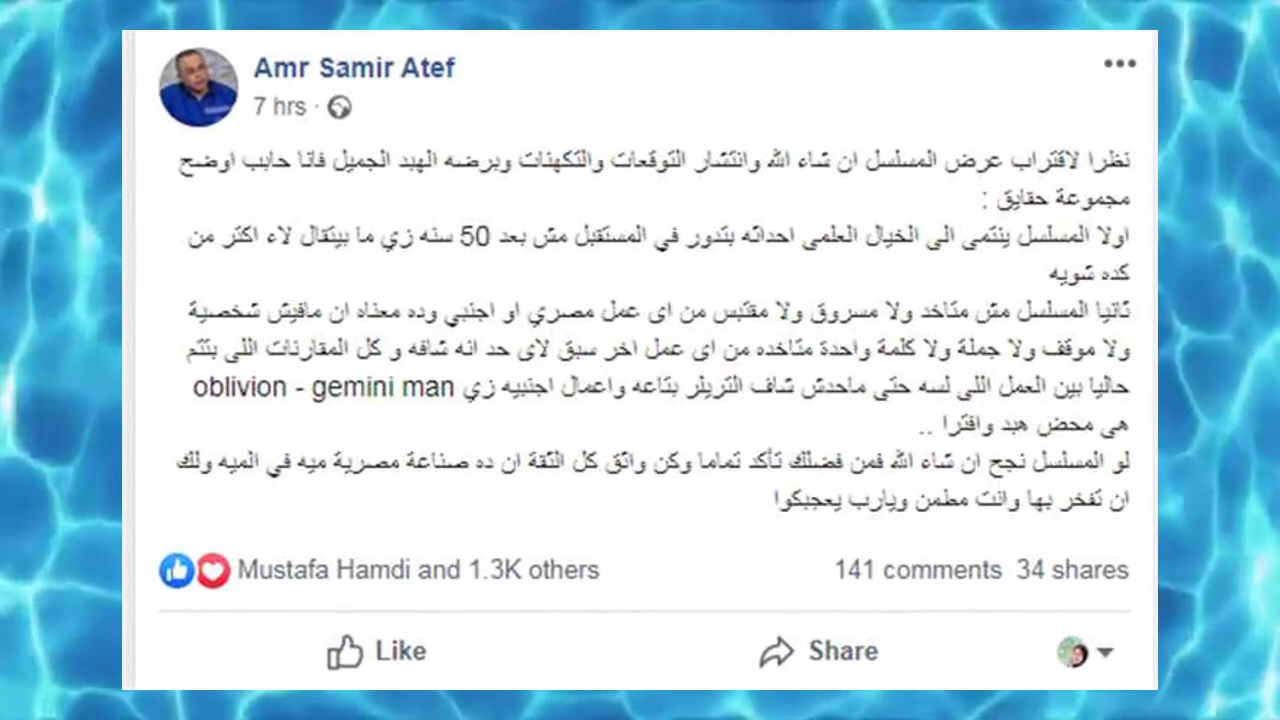 Amr Samir Atef
7 hrs ·
نظرا لاقتراب عرض المسلسل ان شاء الله وانتشار التوقعات والتكهنات وبرضه الهبد الجميل فانا حابب اوضح
مجموعة حقايق :
اولا المسلسل ينتمى الى الخيال العلمى احداثه بتدور في المستقبل مش بعد 50 سنه زي ما بيتقال لاء اكتر من
كده شويه
ثانيا المسلسل مش متاخد ولا مسروق ولا مقتبس من اى عمل مصري او اجنبي وده معناه ان مافيش شخصية
ولا موقف ولا جملة ولا كلمة واحدة متاخده من اى عمل اخر سبق لاى حد انه شافه و كل المقارنات اللى بتتم
حاليا بين العمل اللى لسه حتى ماحدش شاف التريلر بتاعه واعمال اجنبيه زي oblivion - gemini man
هى محض هبد وافترا ..
لو المسلسل نجح ان شاء الله فمن فضلك تأكد تماما وكن واثق كل الثقة ان ده صناعة مصرية ميه في الميه ولك
ان تفخر بها وانت مطمن ويارب يعجبكوا
Mustafa Hamdi and 1.3K others
141 comments 34 shares
Like
Share